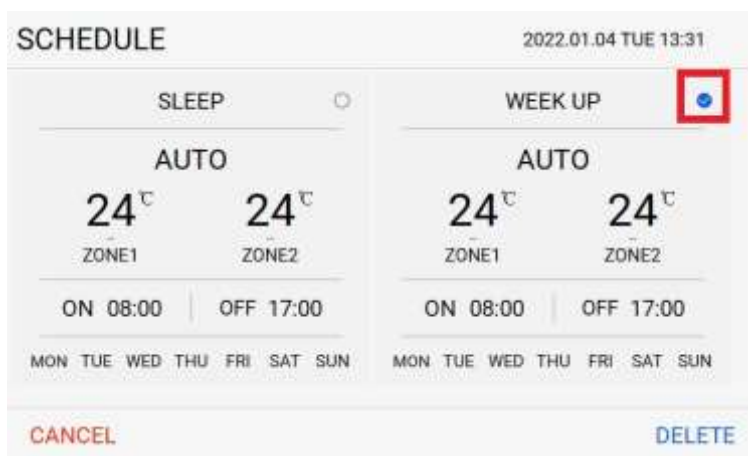 SCHEDULE 2022.01.04 TUE 13:31
SLEEP WEEK UP
AUTO AUTO
24℃ 24℃ 24℃ 24℃
ZONE1 ZONE2 ZONE1 ZONE2
ON 08:00 OFF 17:00 ON 08:00 OFF 17:00
MON TUE WED THU FRI SAT SUN MON TUE WED THU FRI SAT SUN
CANCEL DELETE